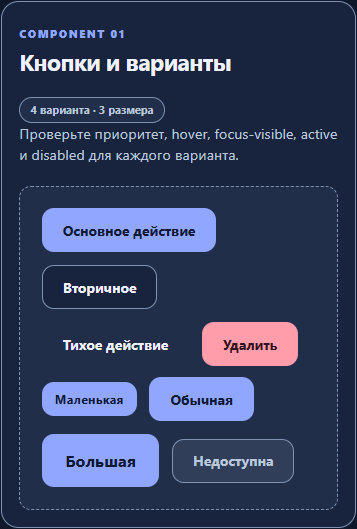 COMPONENT 01
Кнопки и варианты
4 варианта · 3 размера
Проверьте приоритет, hover, focus-visible, active
и disabled для каждого варианта.
Основное действие
Вторичное
Тихое действие Удалить
Маленькая Обычная
Большая Недоступна